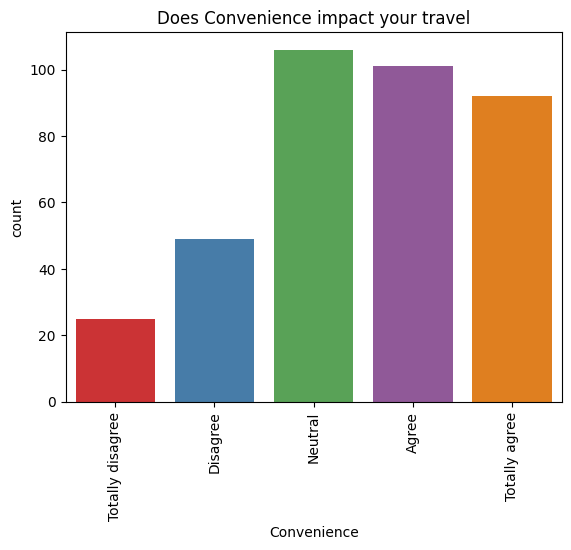 Does Convenience impact your travel
count
100
80
60
40
20
0
Totally disagree
Disagree
Neutral
Agree
Totally agree
Convenience